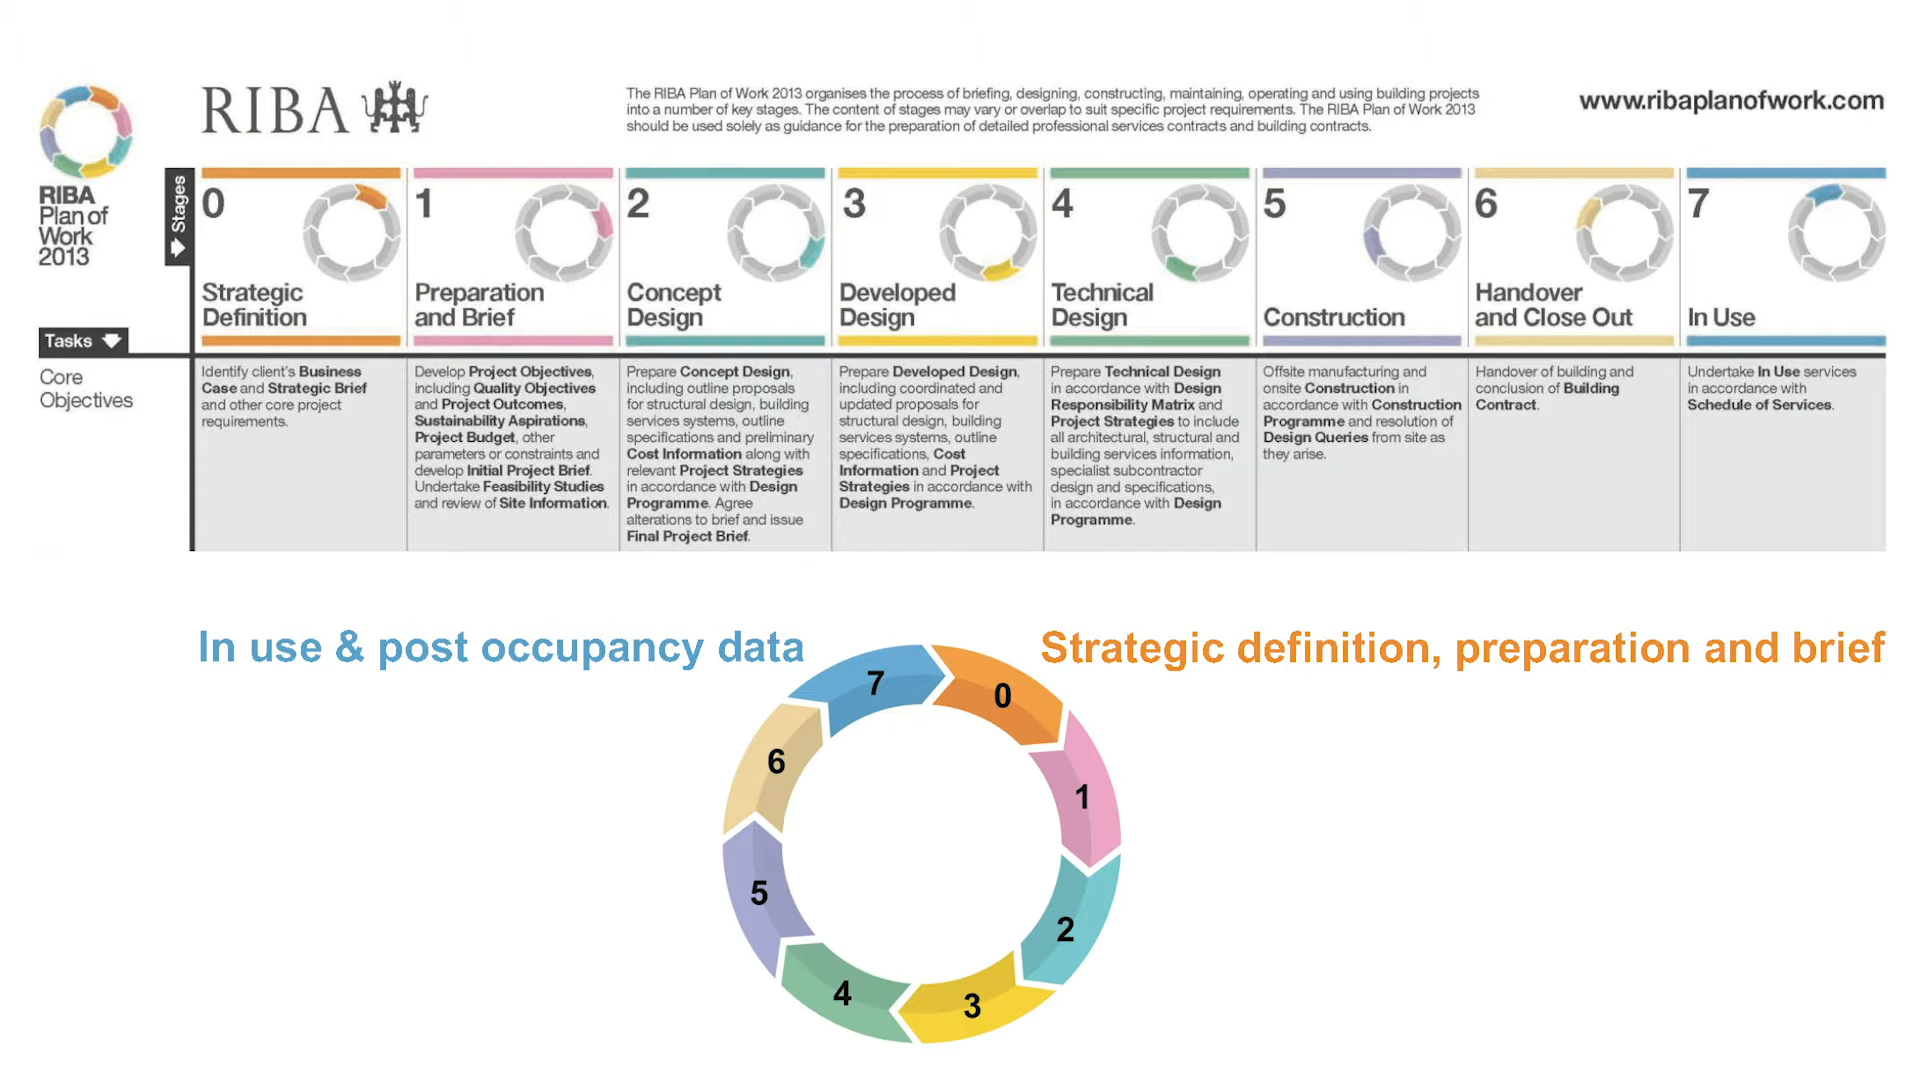 RIBA
The RIBA Plan of Work 2013 organises the process of briefing, designing, constructing, maintaining, operating and using building projects
into a number of key stages. The content of stages may vary or overlap to suit specific project requirements. The RIBA Plan of Work 2013
should be used solely as guidance for the preparation of detailed professional services contracts and building contracts.
www.ribaplanofwork.com
RIBA
Plan of
Work
2013
Stages
0
Strategic
Definition
1
Preparation
and Brief
2
Concept
Design
3
Developed
Design
4
Technical
Design
5
Construction
6
Handover
and Close Out
7
In Use
Tasks
Core
Objectives
Identify client's Business
Case and Strategic Brief
and other core project
requirements.
Develop Project Objectives,
including Quality Objectives
and Project Outcomes,
Sustainability Aspirations,
Project Budget, other
parameters or constraints and
develop Initial Project Brief.
Undertake Feasibility Studies
and review of Site Information.
Prepare Concept Design,
including outline proposals
for structural design, building
services systems, outline
specifications and preliminary
Cost Information along with
relevant Project Strategies
in accordance with Design
Programme. Agree
alterations to brief and issue
Final Project Brief.
Prepare Developed Design,
including coordinated and
updated proposals for
structural design, building
services systems, outline
specifications, Cost
Information and Project
Strategies in accordance with
Design Programme.
Prepare Technical Design
in accordance with Design
Responsibility Matrix and
Project Strategies to include
all architectural, structural and
building services information,
specialist subcontractor
design and specifications,
in accordance with Design
Programme.
Offsite manufacturing and
onsite Construction in
accordance with Construction
Programme and resolution of
Design Queries from site as
they arise.
Handover of building and
conclusion of Building
Contract.
Undertake In Use services
in accordance with
Schedule of Services.
In use & post occupancy data
Strategic definition, preparation and brief
7
0
6
1
5
2
4
3